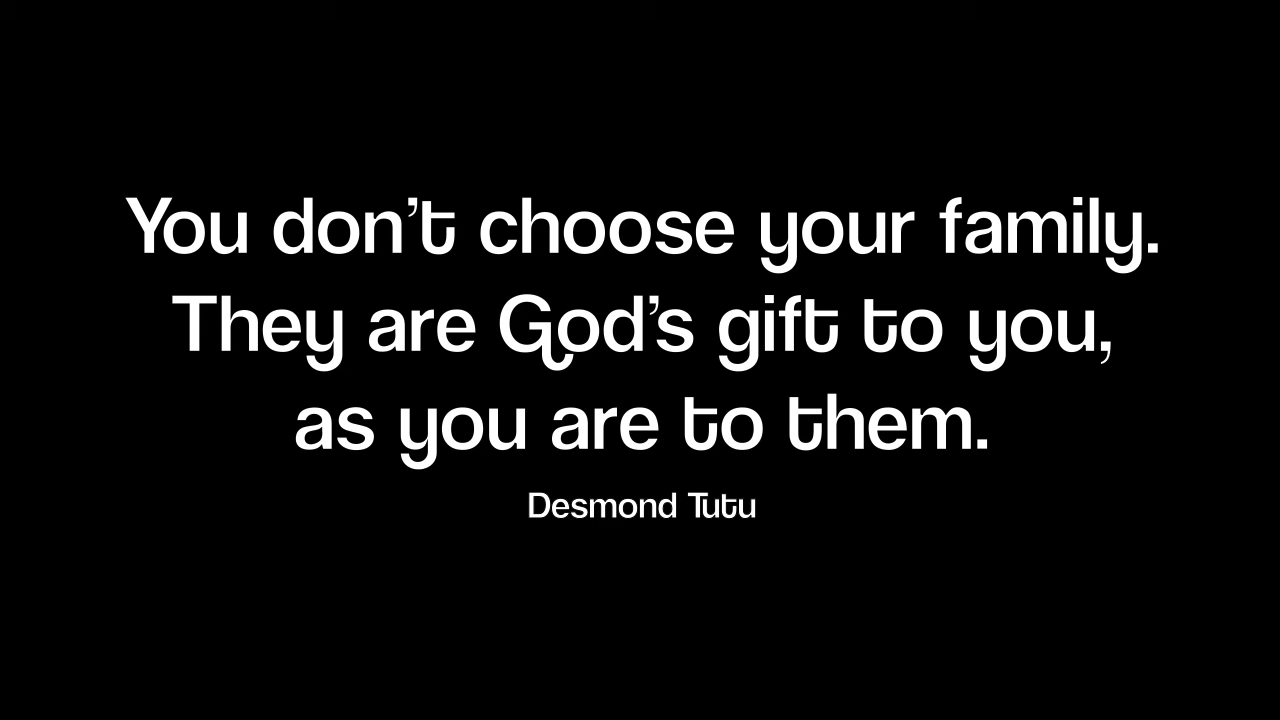 You don’t choose your family.
They are God’s gift to you,
as you are to them.
Desmond Tutu